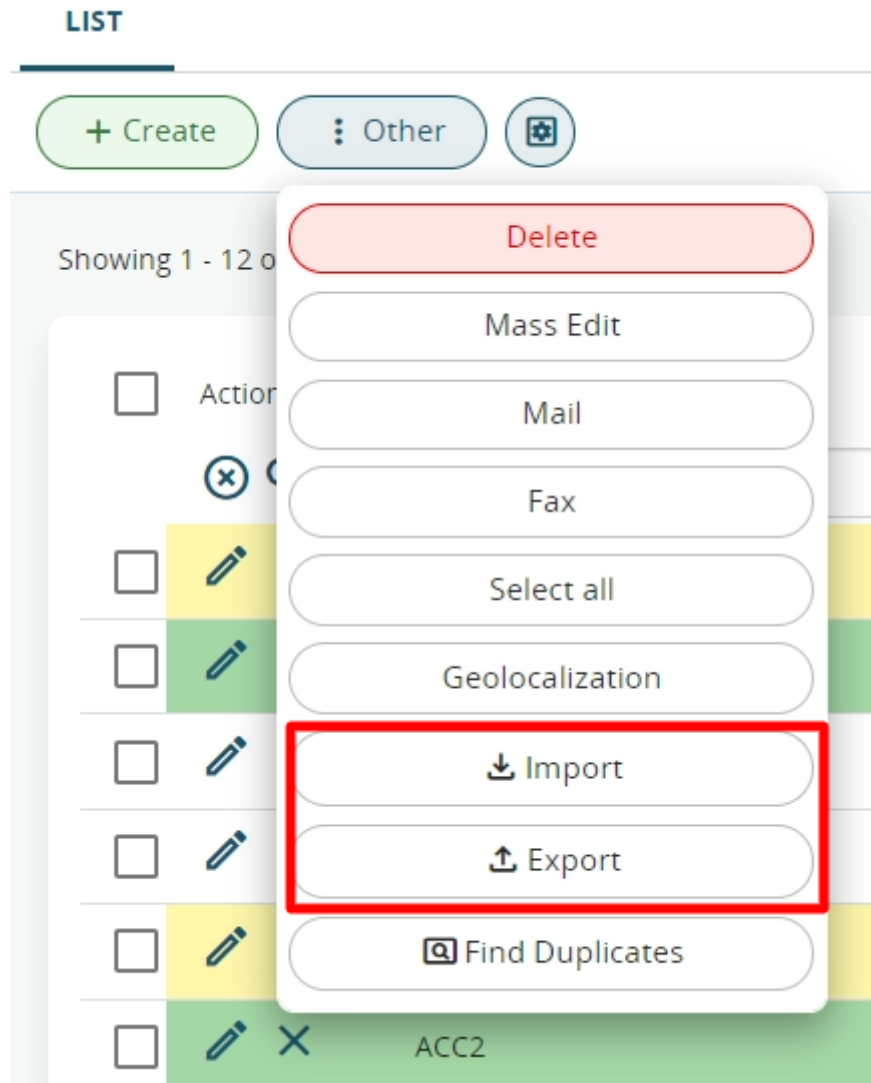 LIST
+ Create
Other
Delete
Showing 1 - 12 o
Mass Edit
Action
Mail
Fax
Select all
Geolocalization
Import
Export
Find Duplicates
ACC2